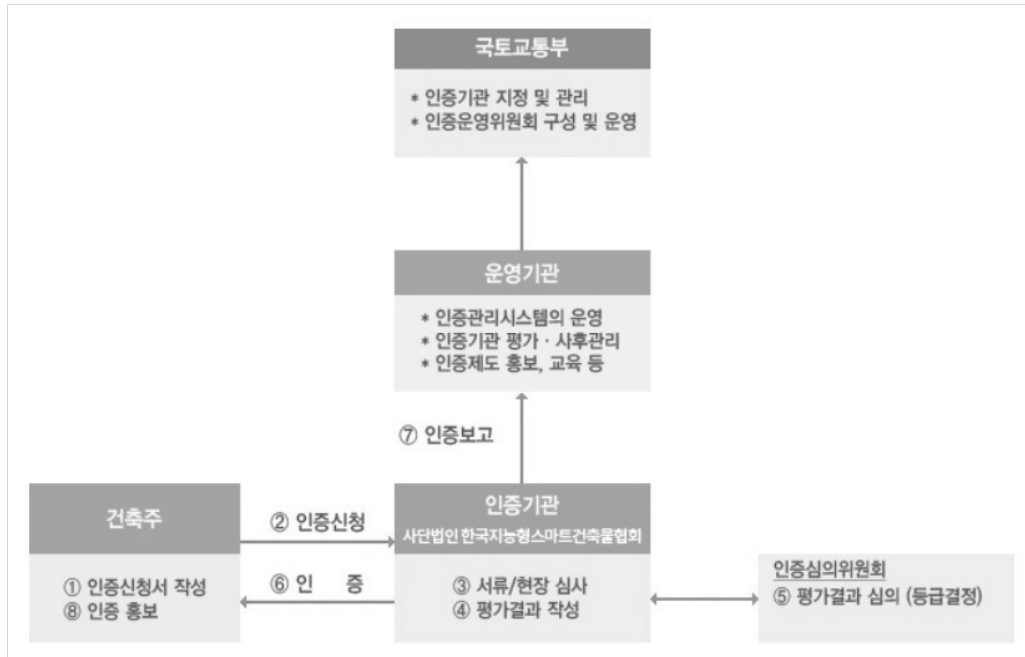 국토교통부
* 인증기관 지정 및 관리
* 인증운영위원회 구성 및 운영
운영기관
* 인증관리시스템의 운영
* 인증기관 평가 · 사후관리
* 인증제도 홍보, 교육 등
⑦ 인증보고
건축주
② 인증신청
인증기관
사단법인 한국지능형스마트건축물협회
① 인증신청서 작성
⑧ 인증 홍보
⑥ 인 증
③ 서류/현장 심사
④ 평가결과 작성
인증심의위원회
⑤ 평가결과 심의 (등급결정)